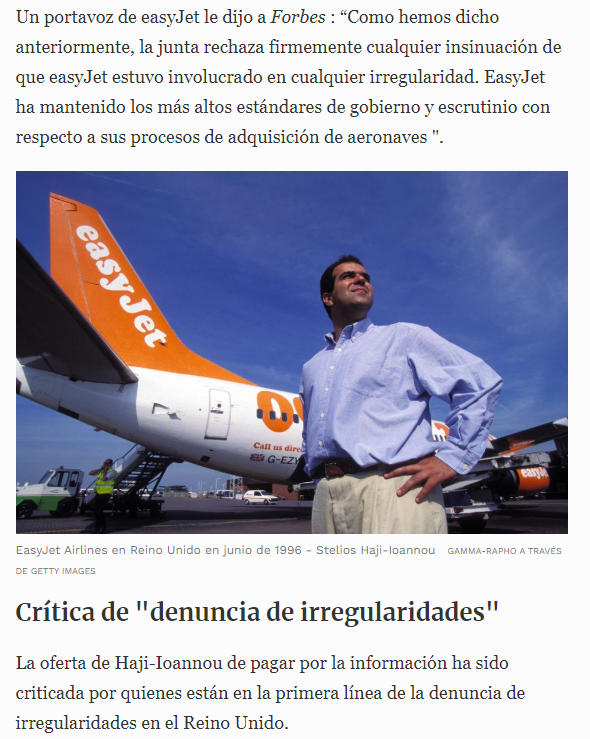 Un portavoz de easyJet le dijo a Forbes : “Como hemos dicho
anteriormente, la junta rechaza firmemente cualquier insinuación de
que easyJet estuvo involucrado en cualquier irregularidad. EasyJet
ha mantenido los más altos estándares de gobierno y escrutinio con
respecto a sus procesos de adquisición de aeronaves ".
easyJet
Call us
G-EZY
easyJ
EasyJet Airlines en Reino Unido en junio de 1996 - Stelios Haji-Ioannou GAMMA-RAPHO A TRAVÉS
DE GETTY IMAGES
Crítica de "denuncia de irregularidades"
La oferta de Haji-Ioannou de pagar por la información ha sido
criticada por quienes están en la primera línea de la denuncia de
irregularidades en el Reino Unido.